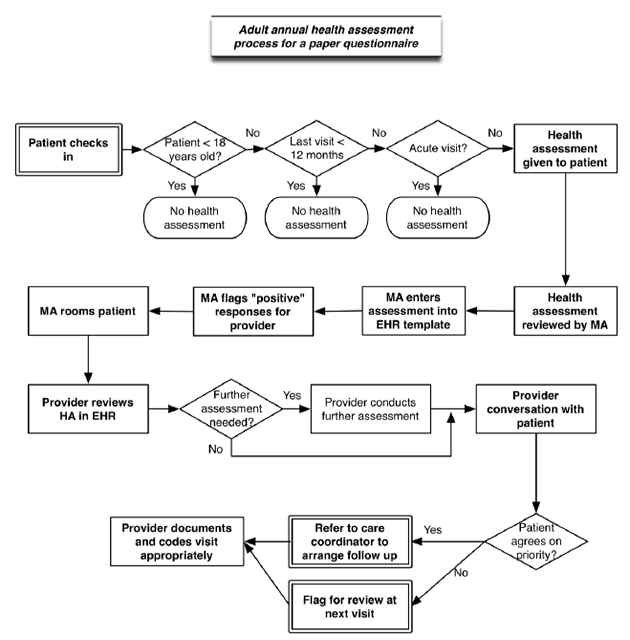 Adult annual health assessment
process for a paper questionnaire
Patient checks
in
Patient < 18
years old?
No
Last visit <
12 months
No
Acute visit?
No
Health
assessment
given to patient
Yes
Yes
Yes
No health
assessment
No health
assessment
No health
assessment
MA rooms patient
MA flags "positive"
responses for
provider
MA enters
assessment into
EHR template
Health
assessment
reviewed by MA
Provider reviews
HA in EHR
Further
assessment
needed?
Yes
Provider conducts
further assessment
Provider
conversation with
patient
No
Provider documents
and codes visit
appropriately
Refer to care
coordinator to
arrange follow up
Yes
Patient
agrees on
priority?
No
Flag for review at
next visit